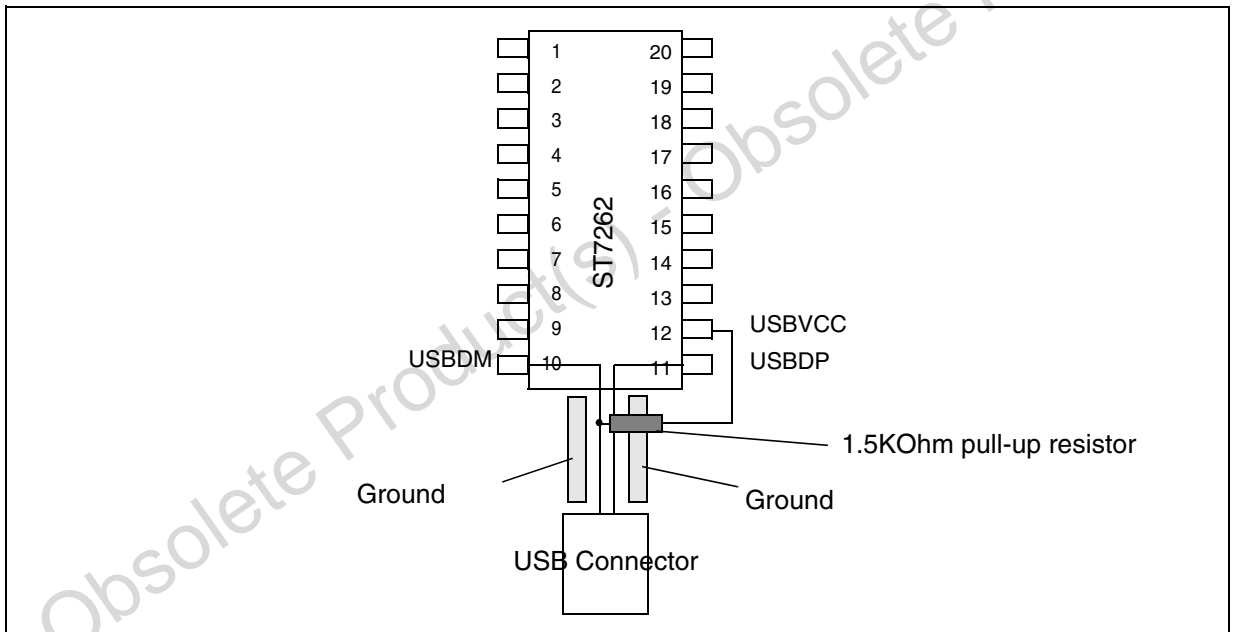 1 20
2 19
3 18
4 17
5 16
6 15
7 14
8 13
9 12
10 11
ST7262
USBVCC
USBDM
USBDP
1.5KOhm pull-up resistor
Ground
Ground
USB Connector
Obsolete Product(s) - Obsolete